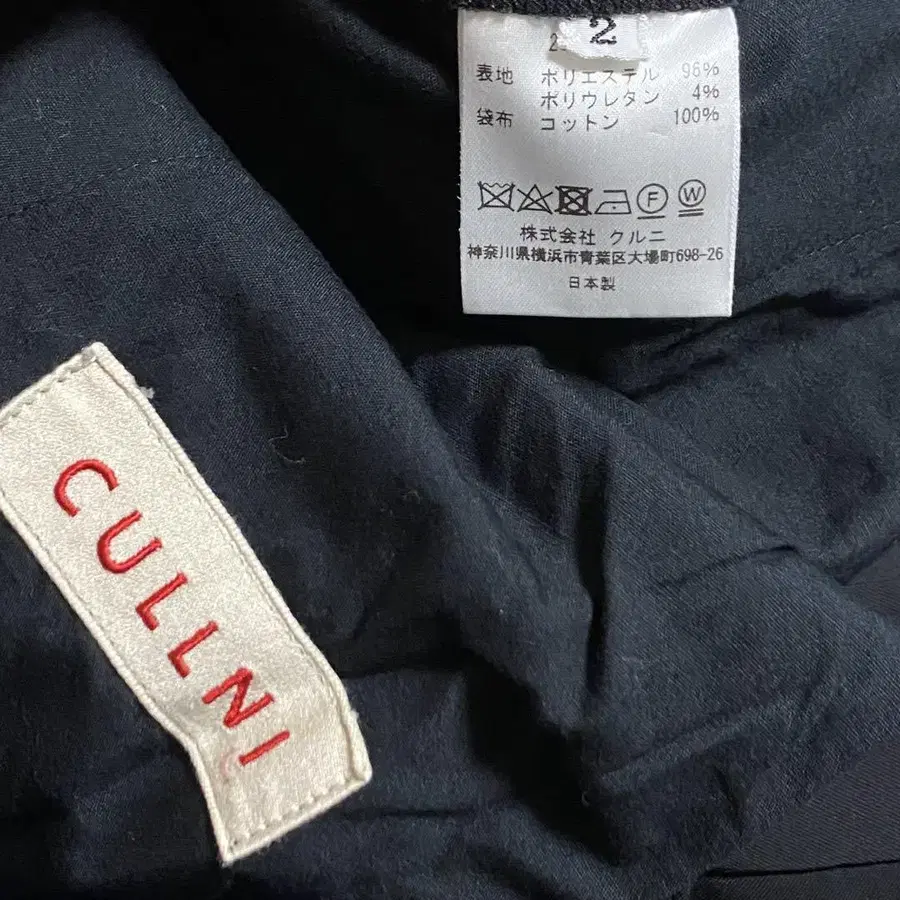 2
表地 ポリエステル 96%
ポリウレタン 4%
袋布 コットン 100%
F W
株式会社 クルニ
神奈川県横浜市青葉区大場町698-26
日本製
CULLNI